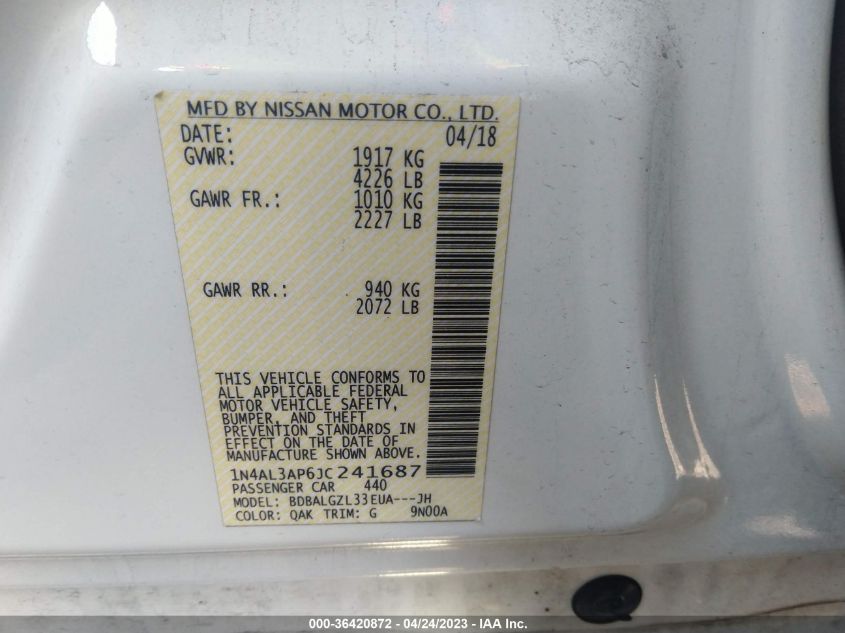 MFD BY NISSAN MOTOR CO., LTD.
DATE: 04/18
GVWR: 1917 KG
4226 LB
GAWR FR.: 1010 KG
2227 LB
GAWR RR.: 940 KG
2072 LB
THIS VEHICLE CONFORMS TO
ALL APPLICABLE FEDERAL
MOTOR VEHICLE SAFETY,
BUMPER, AND THEFT
PREVENTION STANDARDS IN
EFFECT ON THE DATE OF
MANUFACTURE SHOWN ABOVE.
1N4AL3AP6JC241687
PASSENGER CAR 440
MODEL: BDBALGZL33EUA---JH
COLOR: QAK TRIM: G 9N00A
000-36420872 / 04/24/2023 - IAA Inc.